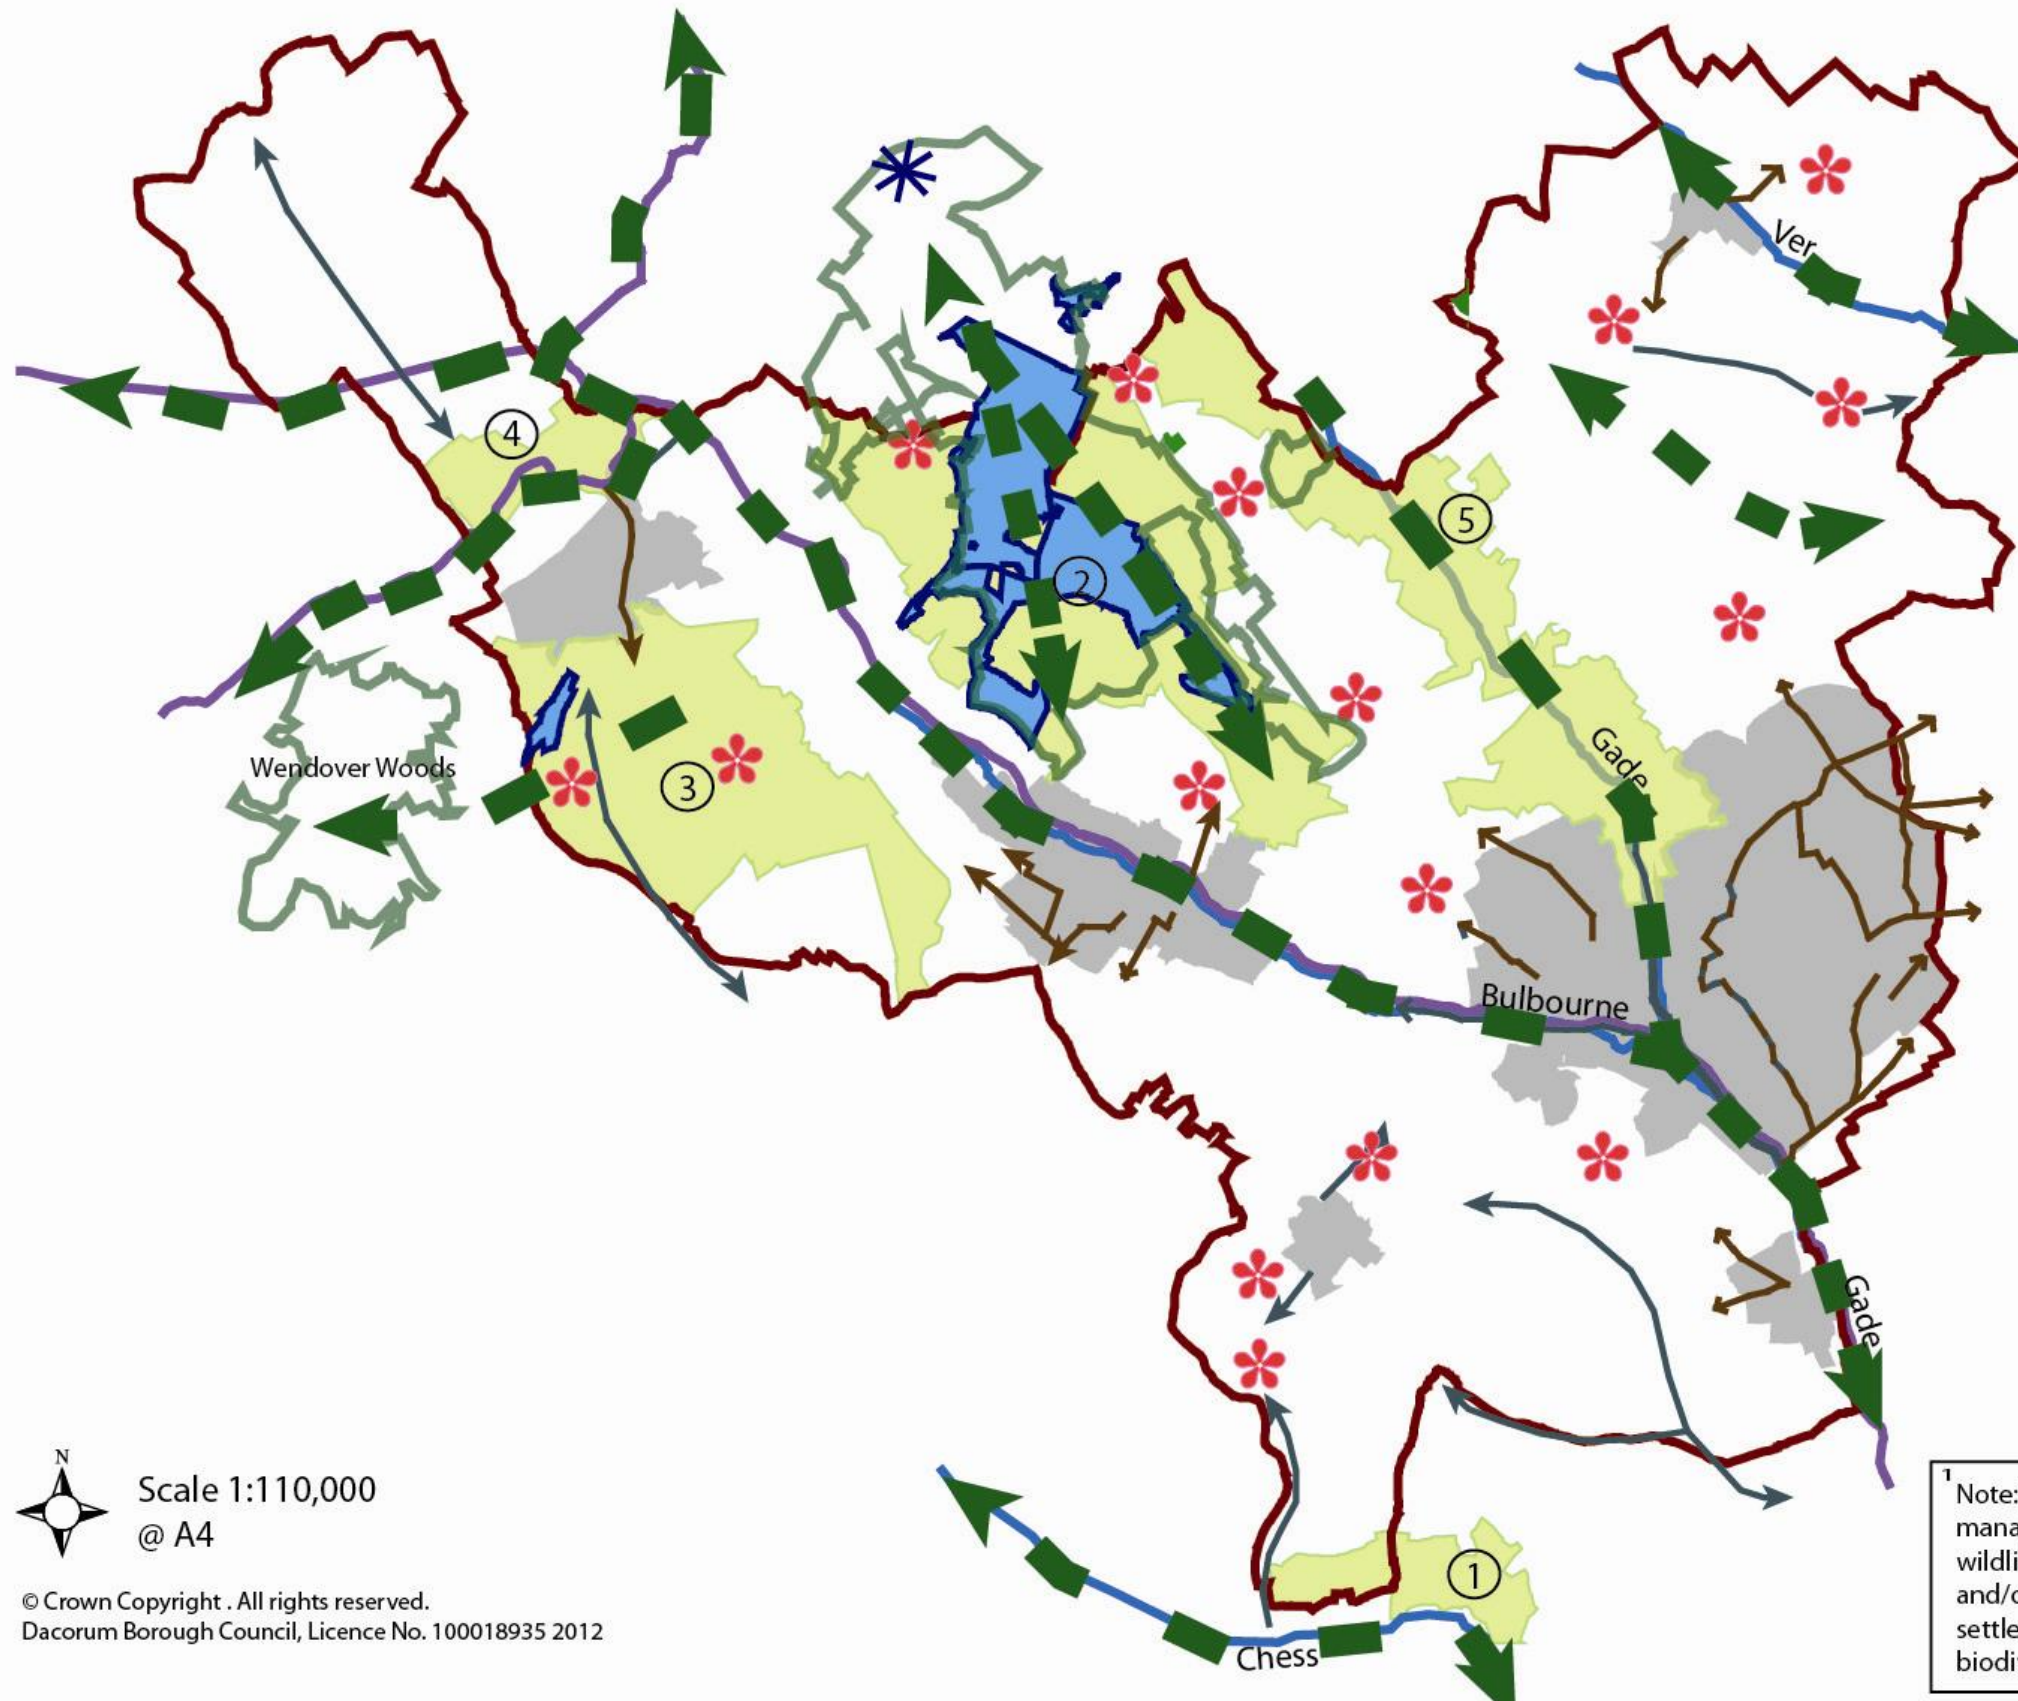 Ver
4
5
2
Gade
Wendover Woods
3
Bulbourne
Gade
N
Scale 1:110,000
@ A4
1
Chess
© Crown Copyright . All rights reserved.
Dacorum Borough Council, Licence No. 100018935 2012
1
Note:
mana
wildli
and/o
settle
biodi